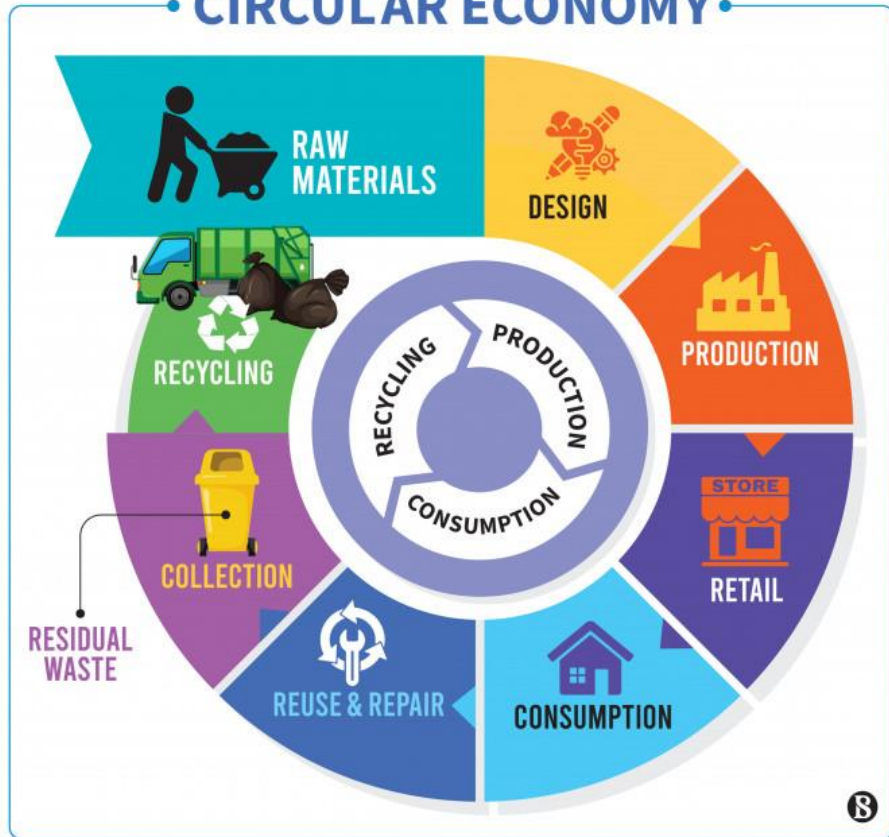 CIRCULAR ECONOMY
RAW
MATERIALS
DESIGN
PRODUCTION
STORE
RETAIL
CONSUMPTION
REUSE & REPAIR
COLLECTION
RESIDUAL
WASTE
RECYCLING
PRODUCTION
CONSUMPTION
RECYCLING